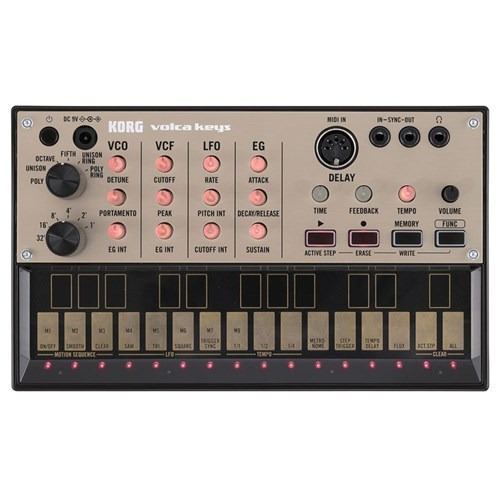 DC 9V
KORG volca keys
MIDI IN
IN–SYNC–OUT
VCO VCF LFO EG
DELAY
FIFTH
OCTAVE
UNISON RING
UNISON
POLY RING
POLY
DETUNE CUTOFF RATE ATTACK
TIME FEEDBACK TEMPO VOLUME
PORTAMENTO PEAK PITCH INT DECAY/RELEASE
MEMORY FUNC
8' 4' 2'
16' 1'
32'
EG INT EG INT CUTOFF INT SUSTAIN
ACTIVE STEP ERASE WRITE
M1 M2 M3 M4 M5 M6 M7 M8
ON/OFF SMOOTH CLEAR SAW TRI SQUARE TRIGGER SYNC 1/1 1/2 1/4 METRO NOME STEP TRIGGER TEMPO DELAY FLUX ACT.STP ALL
MOTION SEQUENCE LFO TEMPO CLEAR